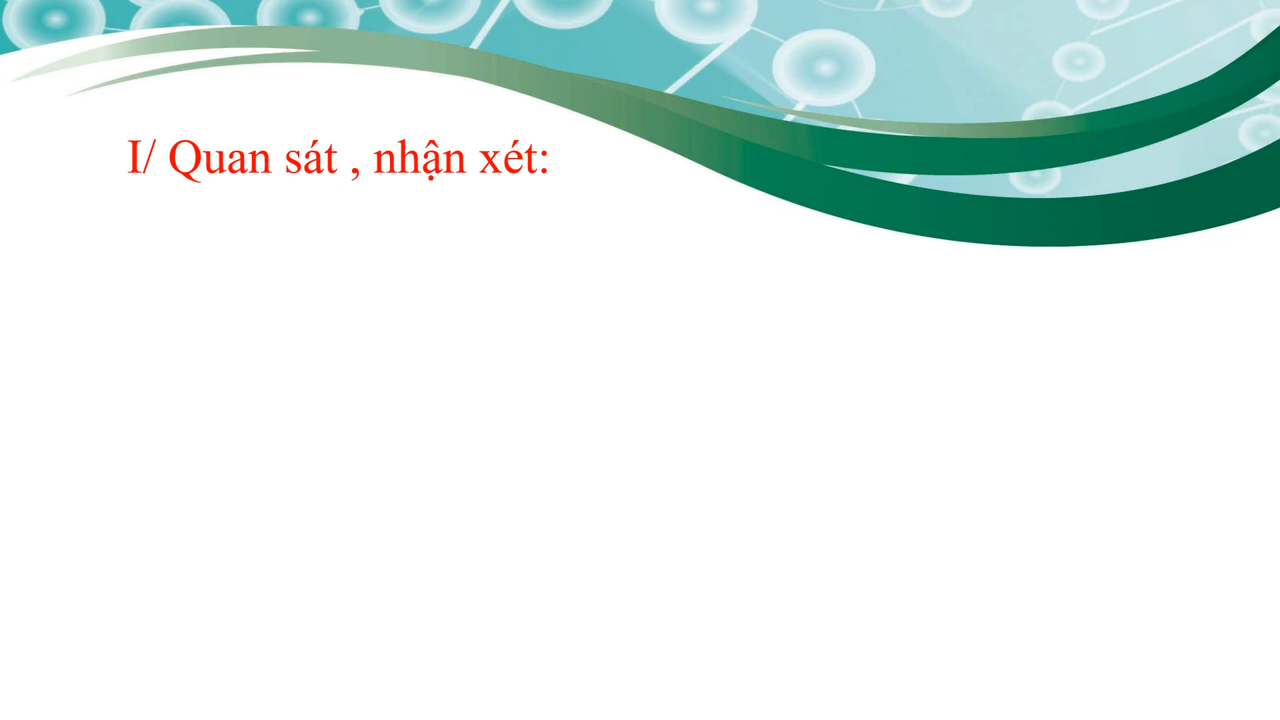 I/ Quan sát , nhận xét: